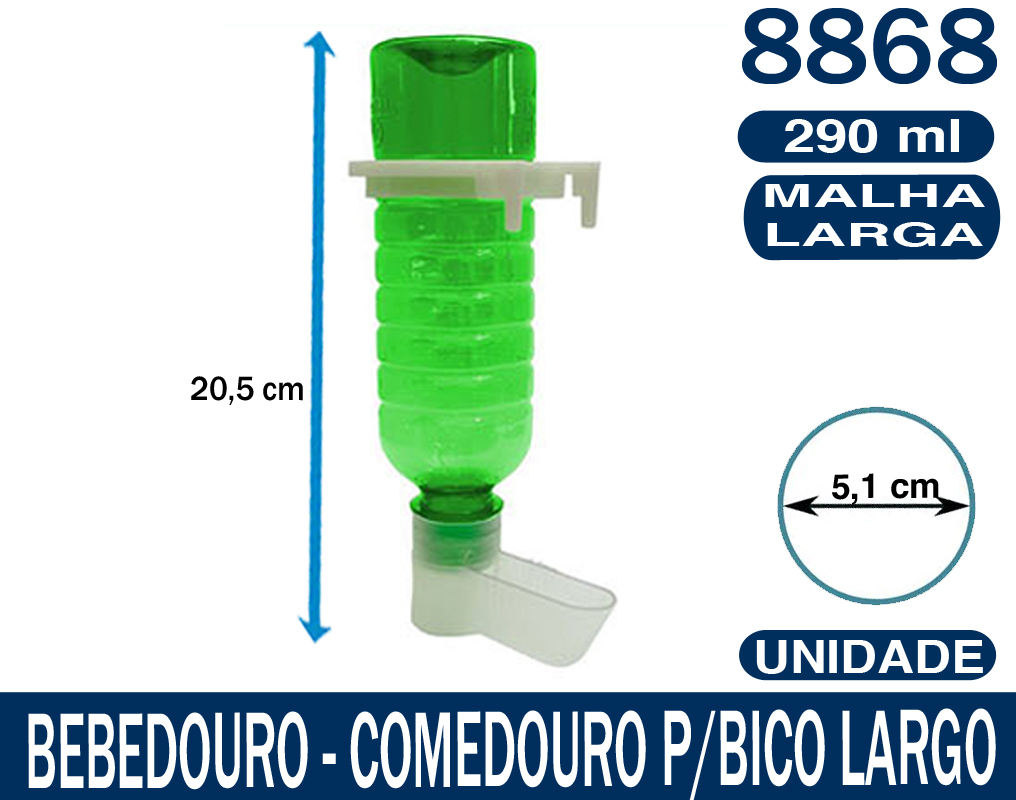 8868
290 ml
MALHA
LARGA
20,5 cm
5,1 cm
UNIDADE
BEBEDOURO - COMEDOURO P/BICO LARGO